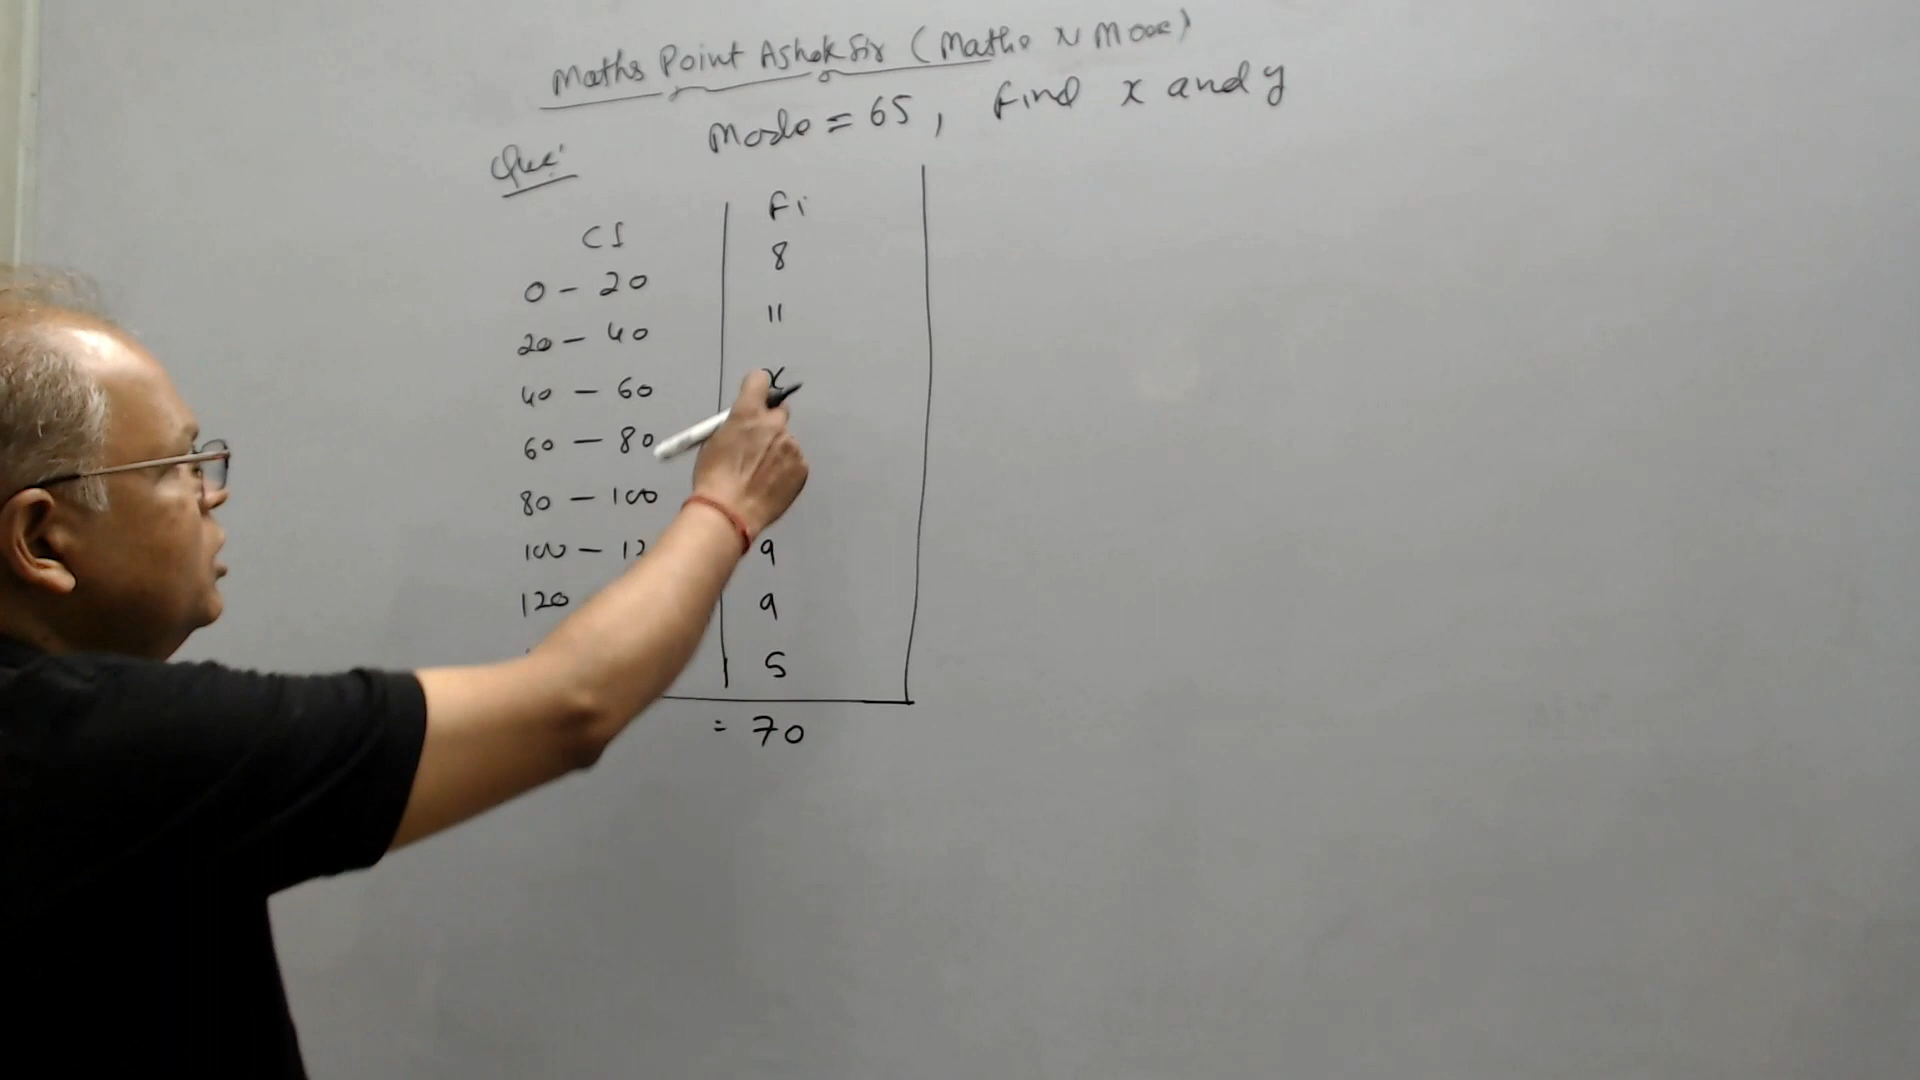 Maths Point Ashok Sir (Maths N Moore)
Que: Mode = 65, Find x and y
CI Fi
0 - 20 8
20 - 40 11
40 - 60 x
60 - 80
80 - 100
100 - 12 9
120 9
5
= 70